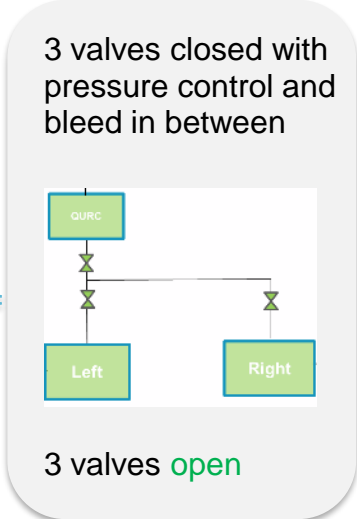 3 valves closed with
pressure control and
bleed in between
QURC
Left
Right
3 valves open